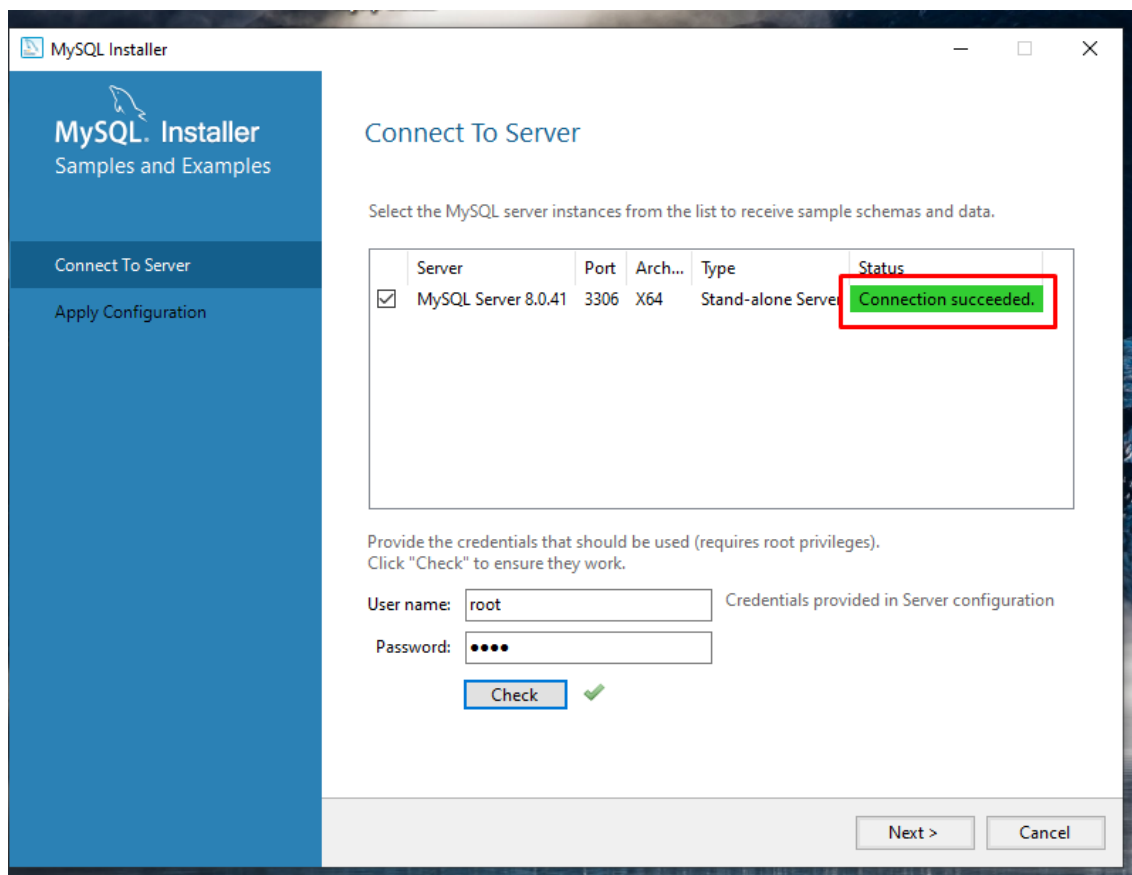 MySQL Installer
MySQL. Installer
Samples and Examples
Connect To Server
Apply Configuration
Connect To Server
Select the MySQL server instances from the list to receive sample schemas and data.
Server Port Arch... Type Status
MySQL Server 8.0.41 3306 X64 Stand-alone Server Connection succeeded.
Provide the credentials that should be used (requires root privileges).
Click "Check" to ensure they work.
User name: root Credentials provided in Server configuration
Password: ●●●●
Check
Next > Cancel